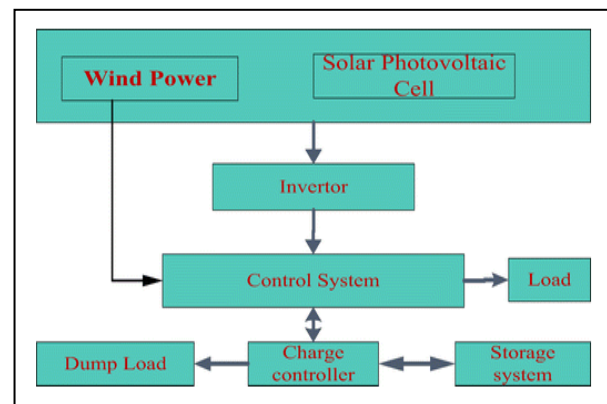 Wind Power
Solar Photovoltaic
Cell
Invertor
Control System
Load
Dump Load
Charge
controller
Storage
system